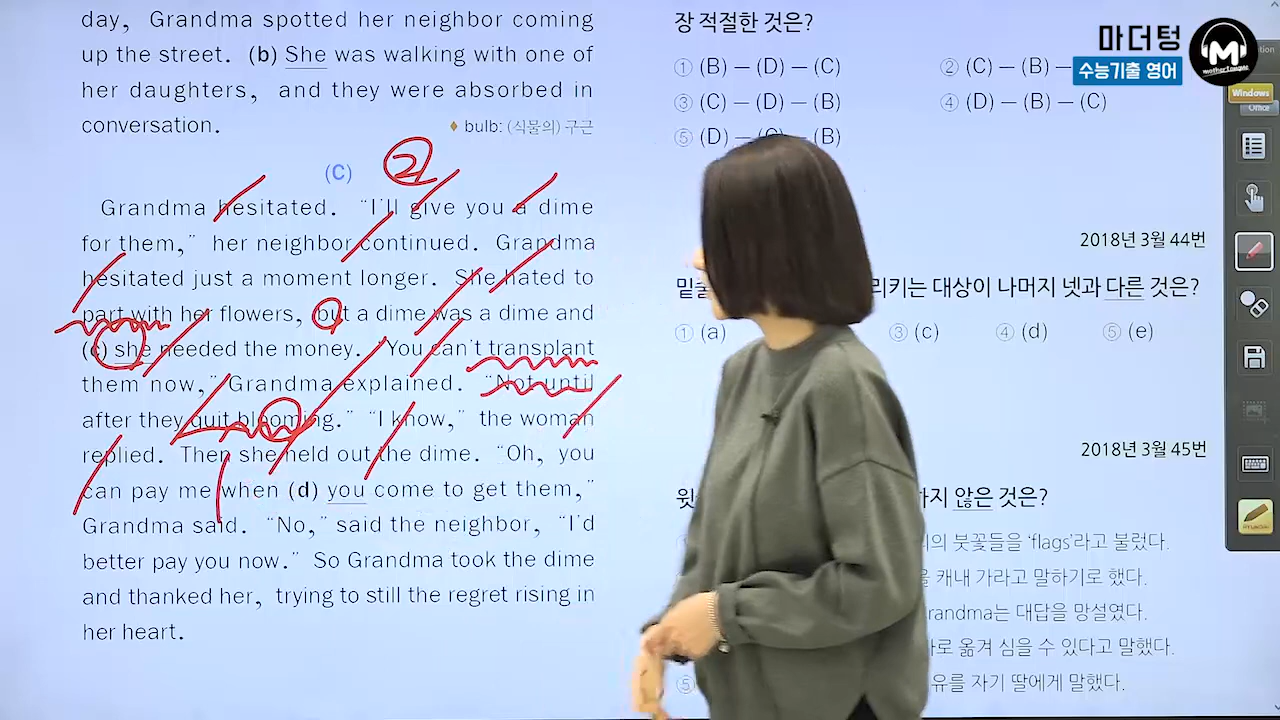 day, Grandma spotted her neighbor coming
up the street. (b) She was walking with one of
her daughters, and they were absorbed in
conversation.
♦ bulb: (식물의) 구근
(C)
②
Grandma hesitated. "I'll give you a dime
for them," her neighbor continued. Grandma
hesitated just a moment longer. She hated to
part with her flowers, but a dime was a dime and
(c) she needed the money. "You can't transplant
them now," Grandma explained. "Not until
after they quit blooming." "I know," the woman
replied. Then she held out the dime. "Oh, you
can pay me when (d) you come to get them,"
Grandma said. "No," said the neighbor, "I'd
better pay you now." So Grandma took the dime
and thanked her, trying to still the regret rising in
her heart.
장 적절한 것은?
① (B) – (D) – (C)
② (C) – (B) –
③ (C) – (D) – (B)
④ (D) – (B) – (C)
⑤ (D) – (C) – (B)
2018년 3월 44번
리키는 대상이 나머지 넷과 다른 것은?
① (a)
③ (c)
④ (d)
⑤ (e)
2018년 3월 45번
하지 않은 것은?
의 붓꽃들을 'flags'라고 불렀다.
캐내 가라고 말하기로 했다.
Grandma는 대답을 망설였다.
옮겨 심을 수 있다고 말했다.
⑤
자기 딸에게 말했다.
마더텅
수능기출 영어
M
mother tongue
Windows
Office